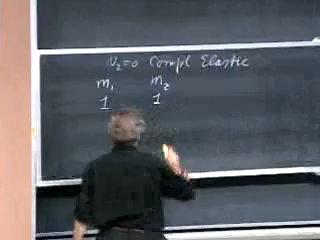 v₂=0 Compl Elastic
m₁ m₂
1 1